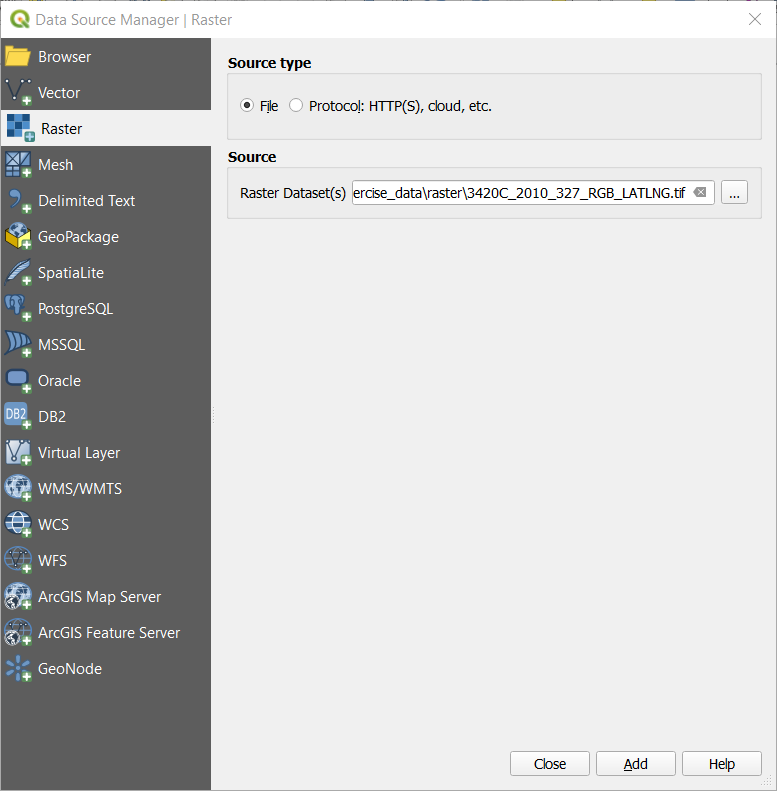 Data Source Manager | Raster
Browser
Vector
Raster
Mesh
Delimited Text
GeoPackage
SpatiaLite
PostgreSQL
MSSQL
Oracle
DB2
DB2
Virtual Layer
WMS/WMTS
WCS
WFS
ArcGIS Map Server
ArcGIS Feature Server
GeoNode
Source type
File Protocol: HTTP(S), cloud, etc.
Source
Raster Dataset(s) ercise_data\raster\3420C_2010_327_RGB_LATLNG.tif ...
Close Add Help